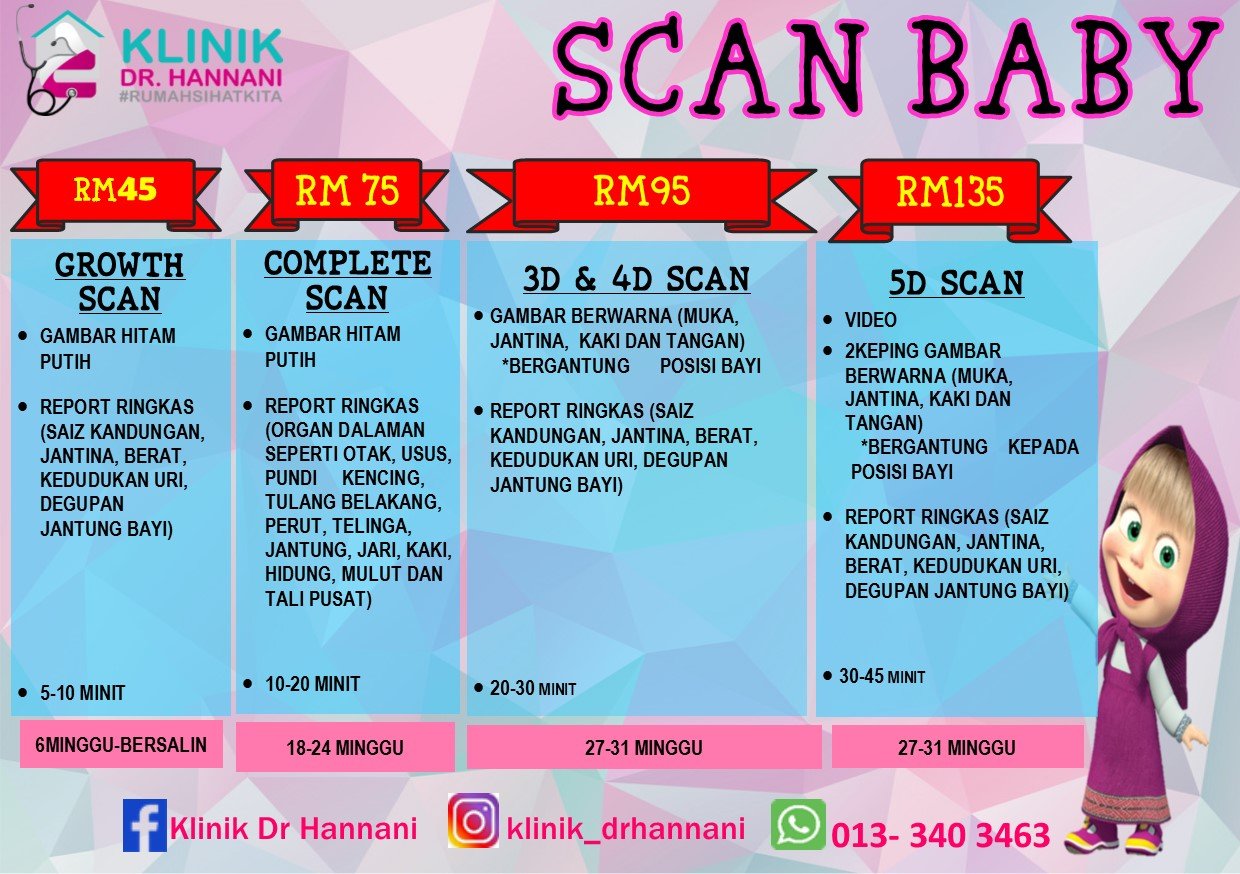 KLINIK
DR. HANNANI
#RUMAHSIHATKITA
SCAN BABY
RM45
GROWTH
SCAN
• GAMBAR HITAM
PUTIH
• REPORT RINGKAS
(SAIZ KANDUNGAN,
JANTINA, BERAT,
KEDUDUKAN URI,
DEGUPAN
JANTUNG BAYI)
• 5-10 MINIT
6MINGGU-BERSALIN
RM 75
COMPLETE
SCAN
• GAMBAR HITAM
PUTIH
• REPORT RINGKAS
(ORGAN DALAMAN
SEPERTI OTAK, USUS,
PUNDI KENCING,
TULANG BELAKANG,
PERUT, TELINGA,
JANTUNG, JARI, KAKI,
HIDUNG, MULUT DAN
TALI PUSAT)
• 10-20 MINIT
18-24 MINGGU
RM95
3D & 4D SCAN
• GAMBAR BERWARNA (MUKA,
JANTINA, KAKI DAN TANGAN)
*BERGANTUNG POSISI BAYI
• REPORT RINGKAS (SAIZ
KANDUNGAN, JANTINA, BERAT,
KEDUDUKAN URI, DEGUPAN
JANTUNG BAYI)
• 20-30 MINIT
27-31 MINGGU
RM135
5D SCAN
• VIDEO
• 2KEPING GAMBAR
BERWARNA (MUKA,
JANTINA, KAKI DAN
TANGAN)
*BERGANTUNG KEPADA
POSISI BAYI
• REPORT RINGKAS (SAIZ
KANDUNGAN, JANTINA,
BERAT, KEDUDUKAN URI,
DEGUPAN JANTUNG BAYI)
• 30-45 MINIT
27-31 MINGGU
Klinik Dr Hannani
klinik_drhannani
013- 340 3463